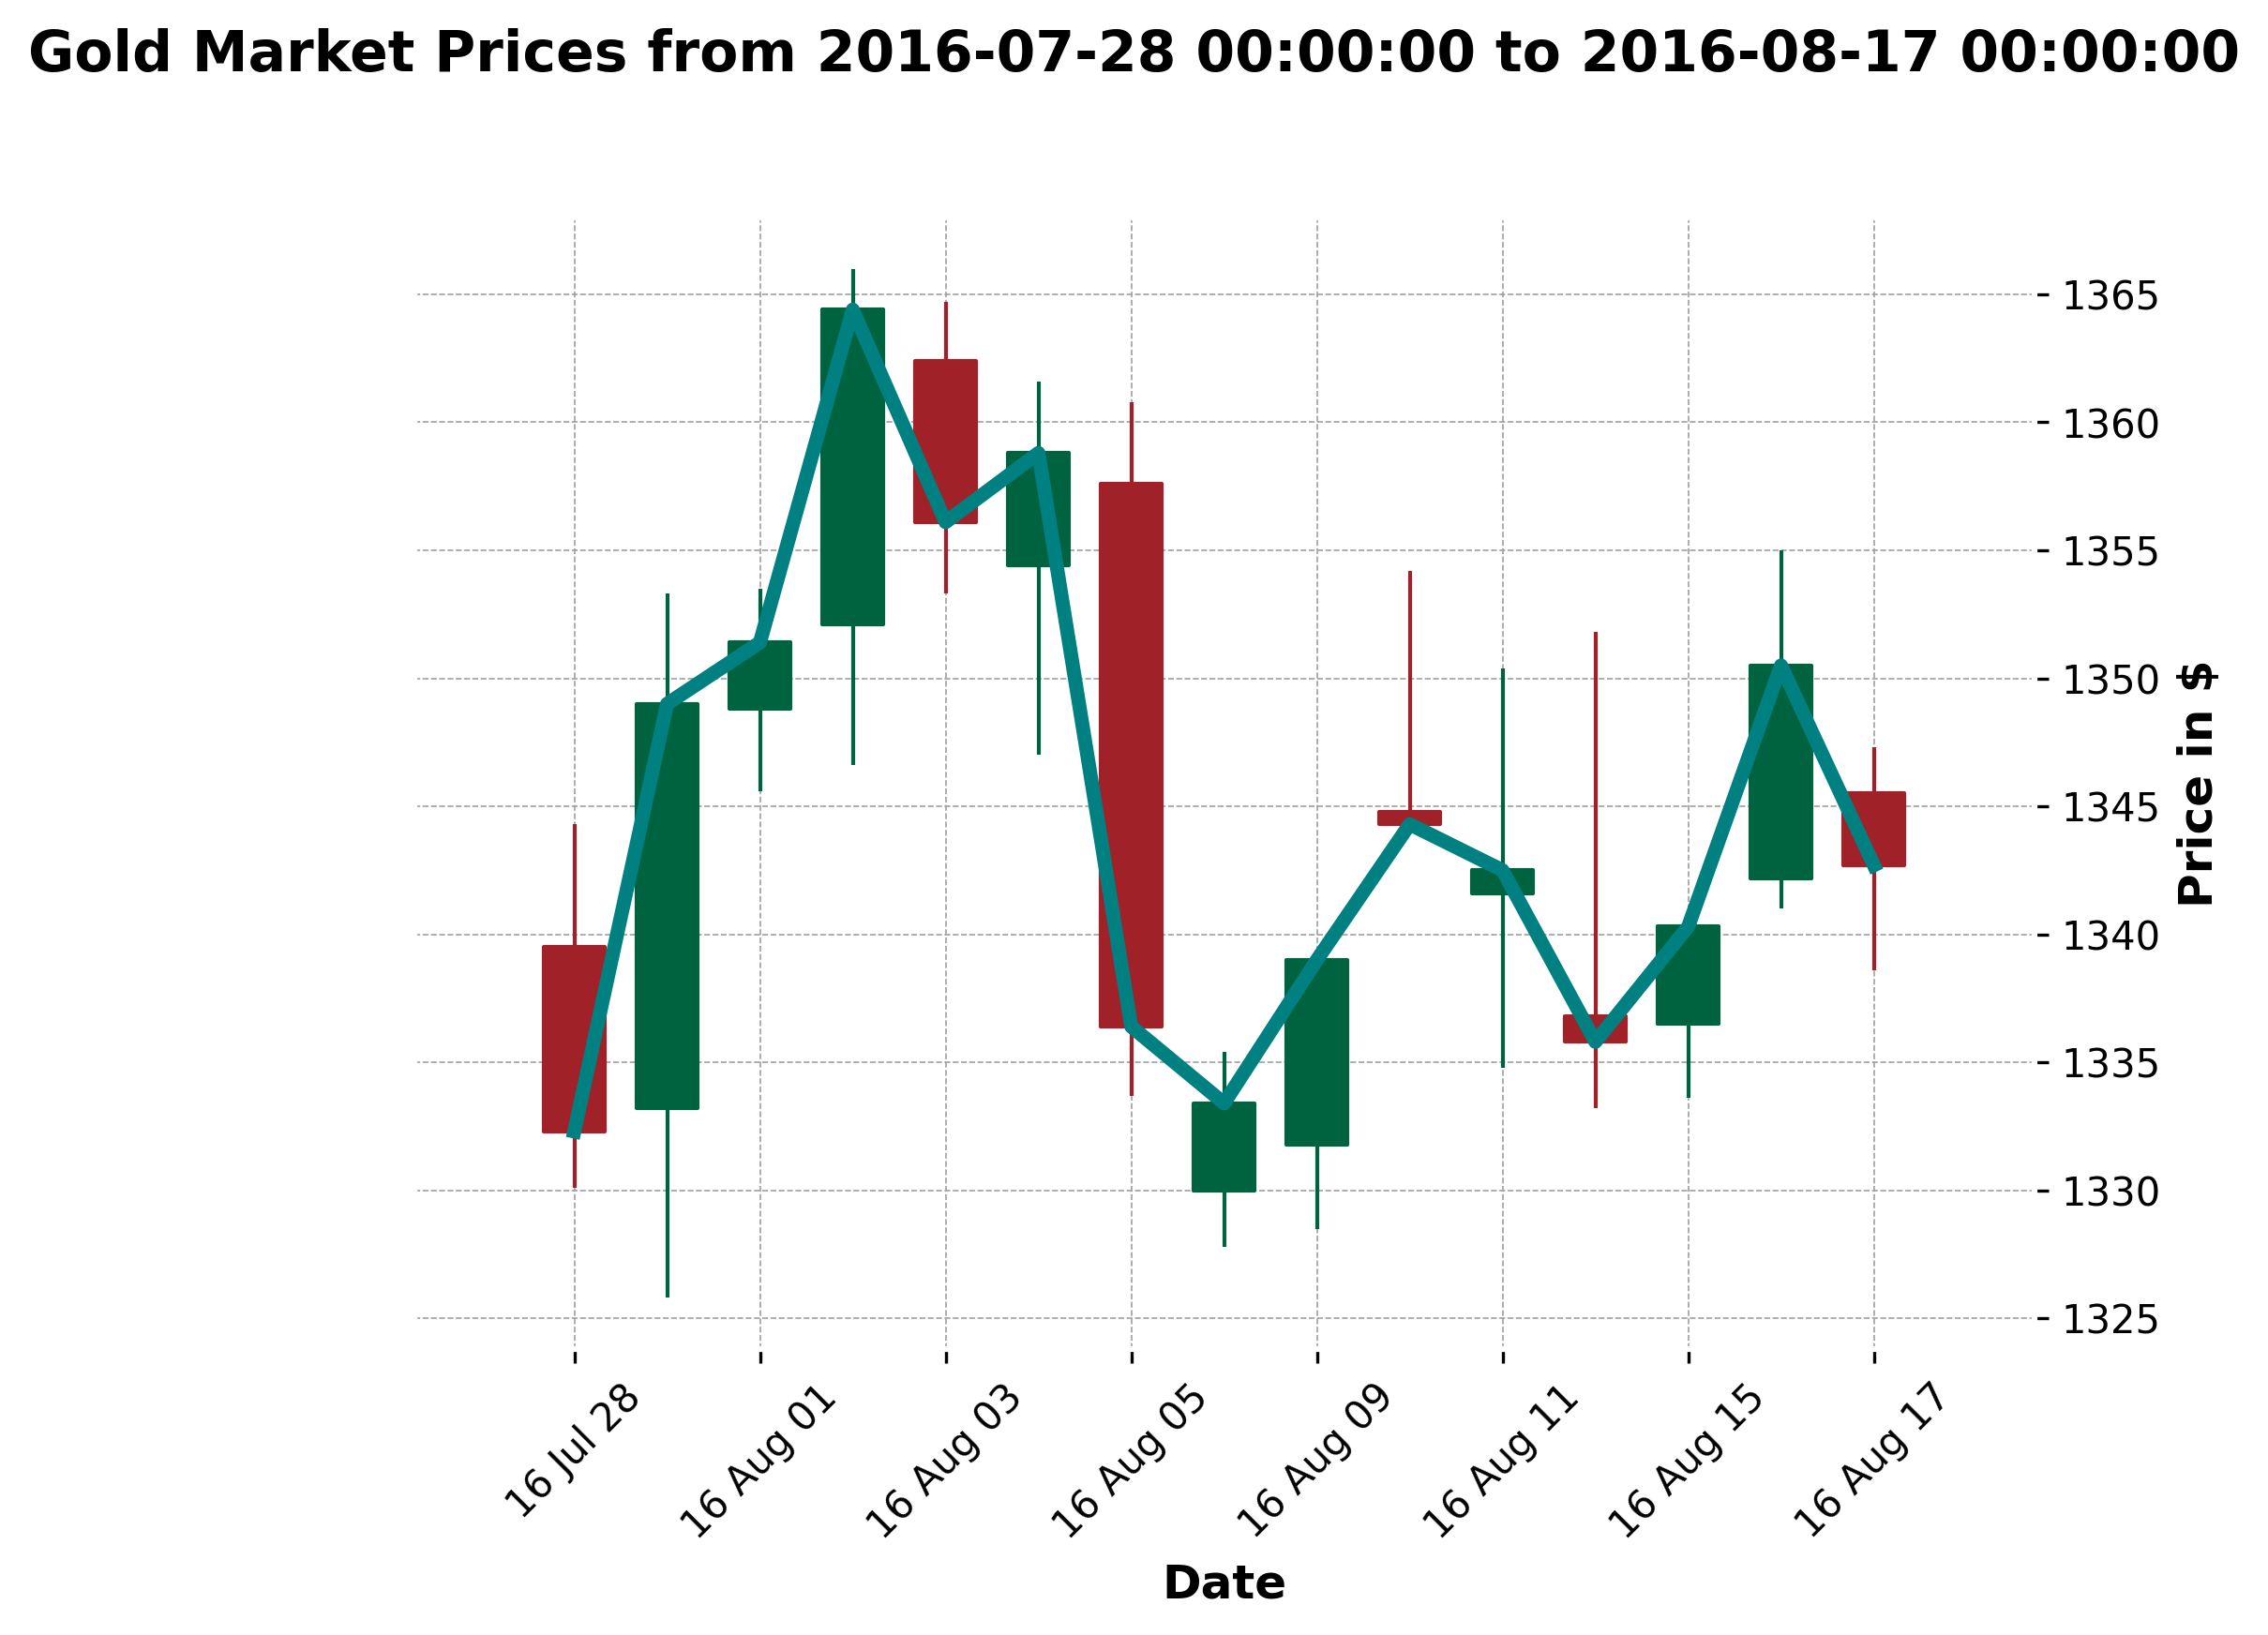 Gold Market Prices from 2016-07-28 00:00:00 to 2016-08-17 00:00:00
1365
1360
1355
1350
1345
1340
1335
1330
1325
Price in $
16 Jul 28
16 Aug 01
16 Aug 03
16 Aug 05
16 Aug 09
16 Aug 11
16 Aug 15
16 Aug 17
Date